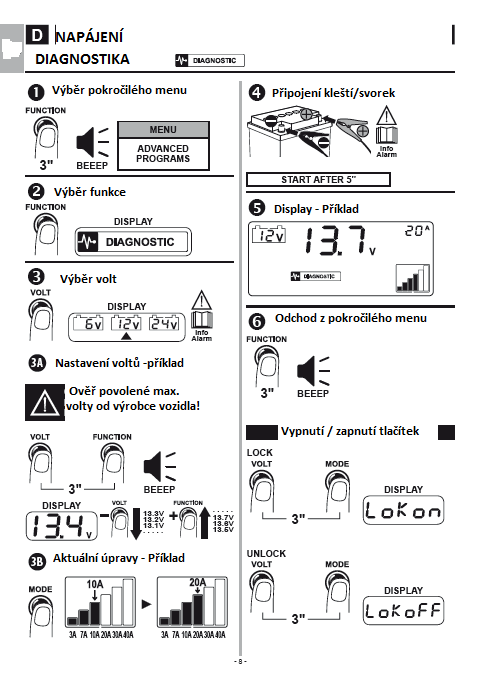 D NAPÁJENÍ
DIAGNOSTIKA DIAGNOSTIC
1 Výběr pokročilého menu
FUNCTION
3" BEEEP
MENU
ADVANCED
PROGRAMS
2 Výběr funkce
FUNCTION
DISPLAY
DIAGNOSTIC
3 Výběr volt
VOLT
DISPLAY
6v 12v 24v
Info
Alarm
3A Nastavení voltů -příklad
Ověř povolené max.
volty od výrobce vozidla!
VOLT FUNCTION
3"
BEEEP
DISPLAY
13.4 v
VOLT
- 13.3V
13.2V
13.1V
. . . . .
FUNCTION
+ . . . . .
13.7V
13.6V
13.5V
3B Aktuální úpravy - Příklad
MODE
10A
3A 7A 10A 20A 30A 40A
20A
3A 7A 10A 20A 30A 40A
4 Připojení kleští/svorek
Info
Alarm
START AFTER 5"
5 Display - Příklad
12v 13.7 v 20A
DIAGNOSTIC
6 Odchod z pokročilého menu
FUNCTION
3" BEEEP
Vypnutí / zapnutí tlačítek
LOCK
VOLT MODE
3"
DISPLAY
LoKon
UNLOCK
VOLT MODE
3"
DISPLAY
LoKoFF
- 8 -